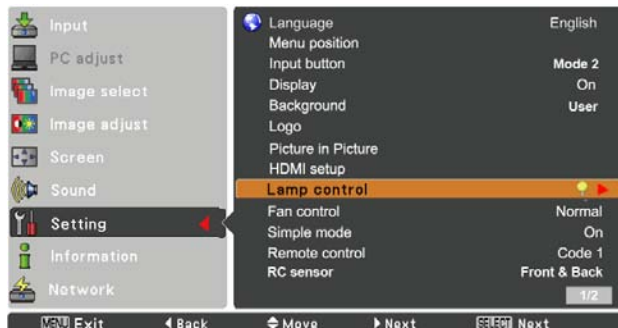 Input
PC adjust
Image select
Image adjust
Screen
Sound
Setting
Information
Network
Language English
Menu position
Input button Mode 2
Display On
Background User
Logo
Picture in Picture
HDMI setup
Lamp control
Fan control Normal
Simple mode On
Remote control Code 1
RC sensor Front & Back
1/2
MENU Exit Back Move Next SELECT Next